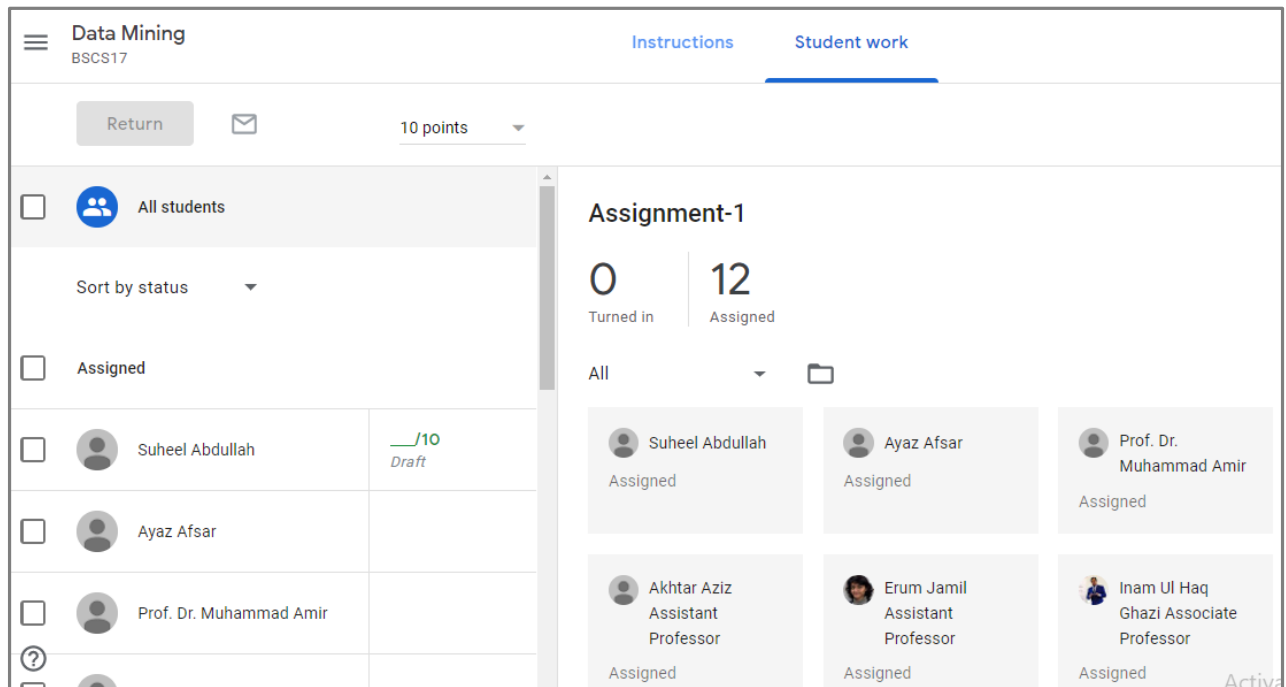 Data Mining
BSCS17
Instructions
Student work
Return
10 points
All students
Sort by status
Assigned
Suheel Abdullah
__/10
Draft
Ayaz Afsar
Prof. Dr. Muhammad Amir
Assignment-1
0
Turned in
12
Assigned
All
Suheel Abdullah
Assigned
Ayaz Afsar
Assigned
Prof. Dr.
Muhammad Amir
Assigned
Akhtar Aziz
Assistant
Professor
Assigned
Erum Jamil
Assistant
Professor
Assigned
Inam Ul Haq
Ghazi Associate
Professor
Assigned